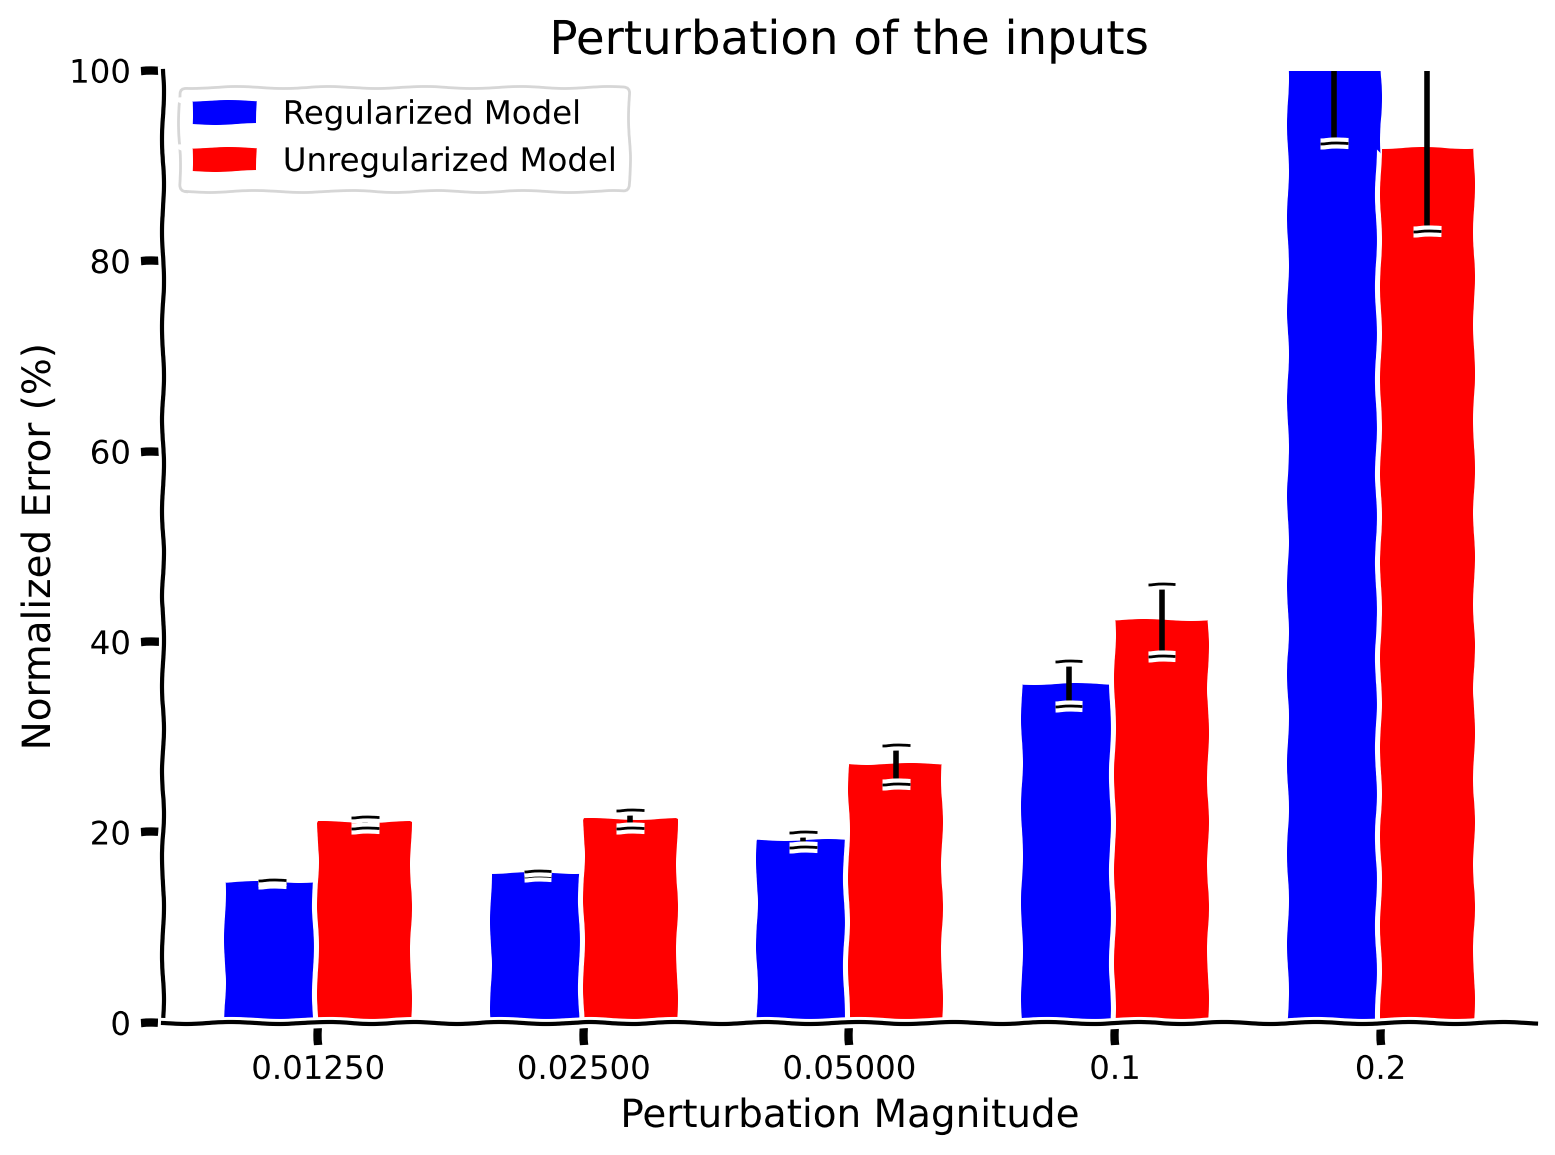 Perturbation of the inputs
Regularized Model
Unregularized Model
Normalized Error (%)
100
80
60
40
20
0
0.01250 0.02500 0.05000 0.1 0.2
Perturbation Magnitude